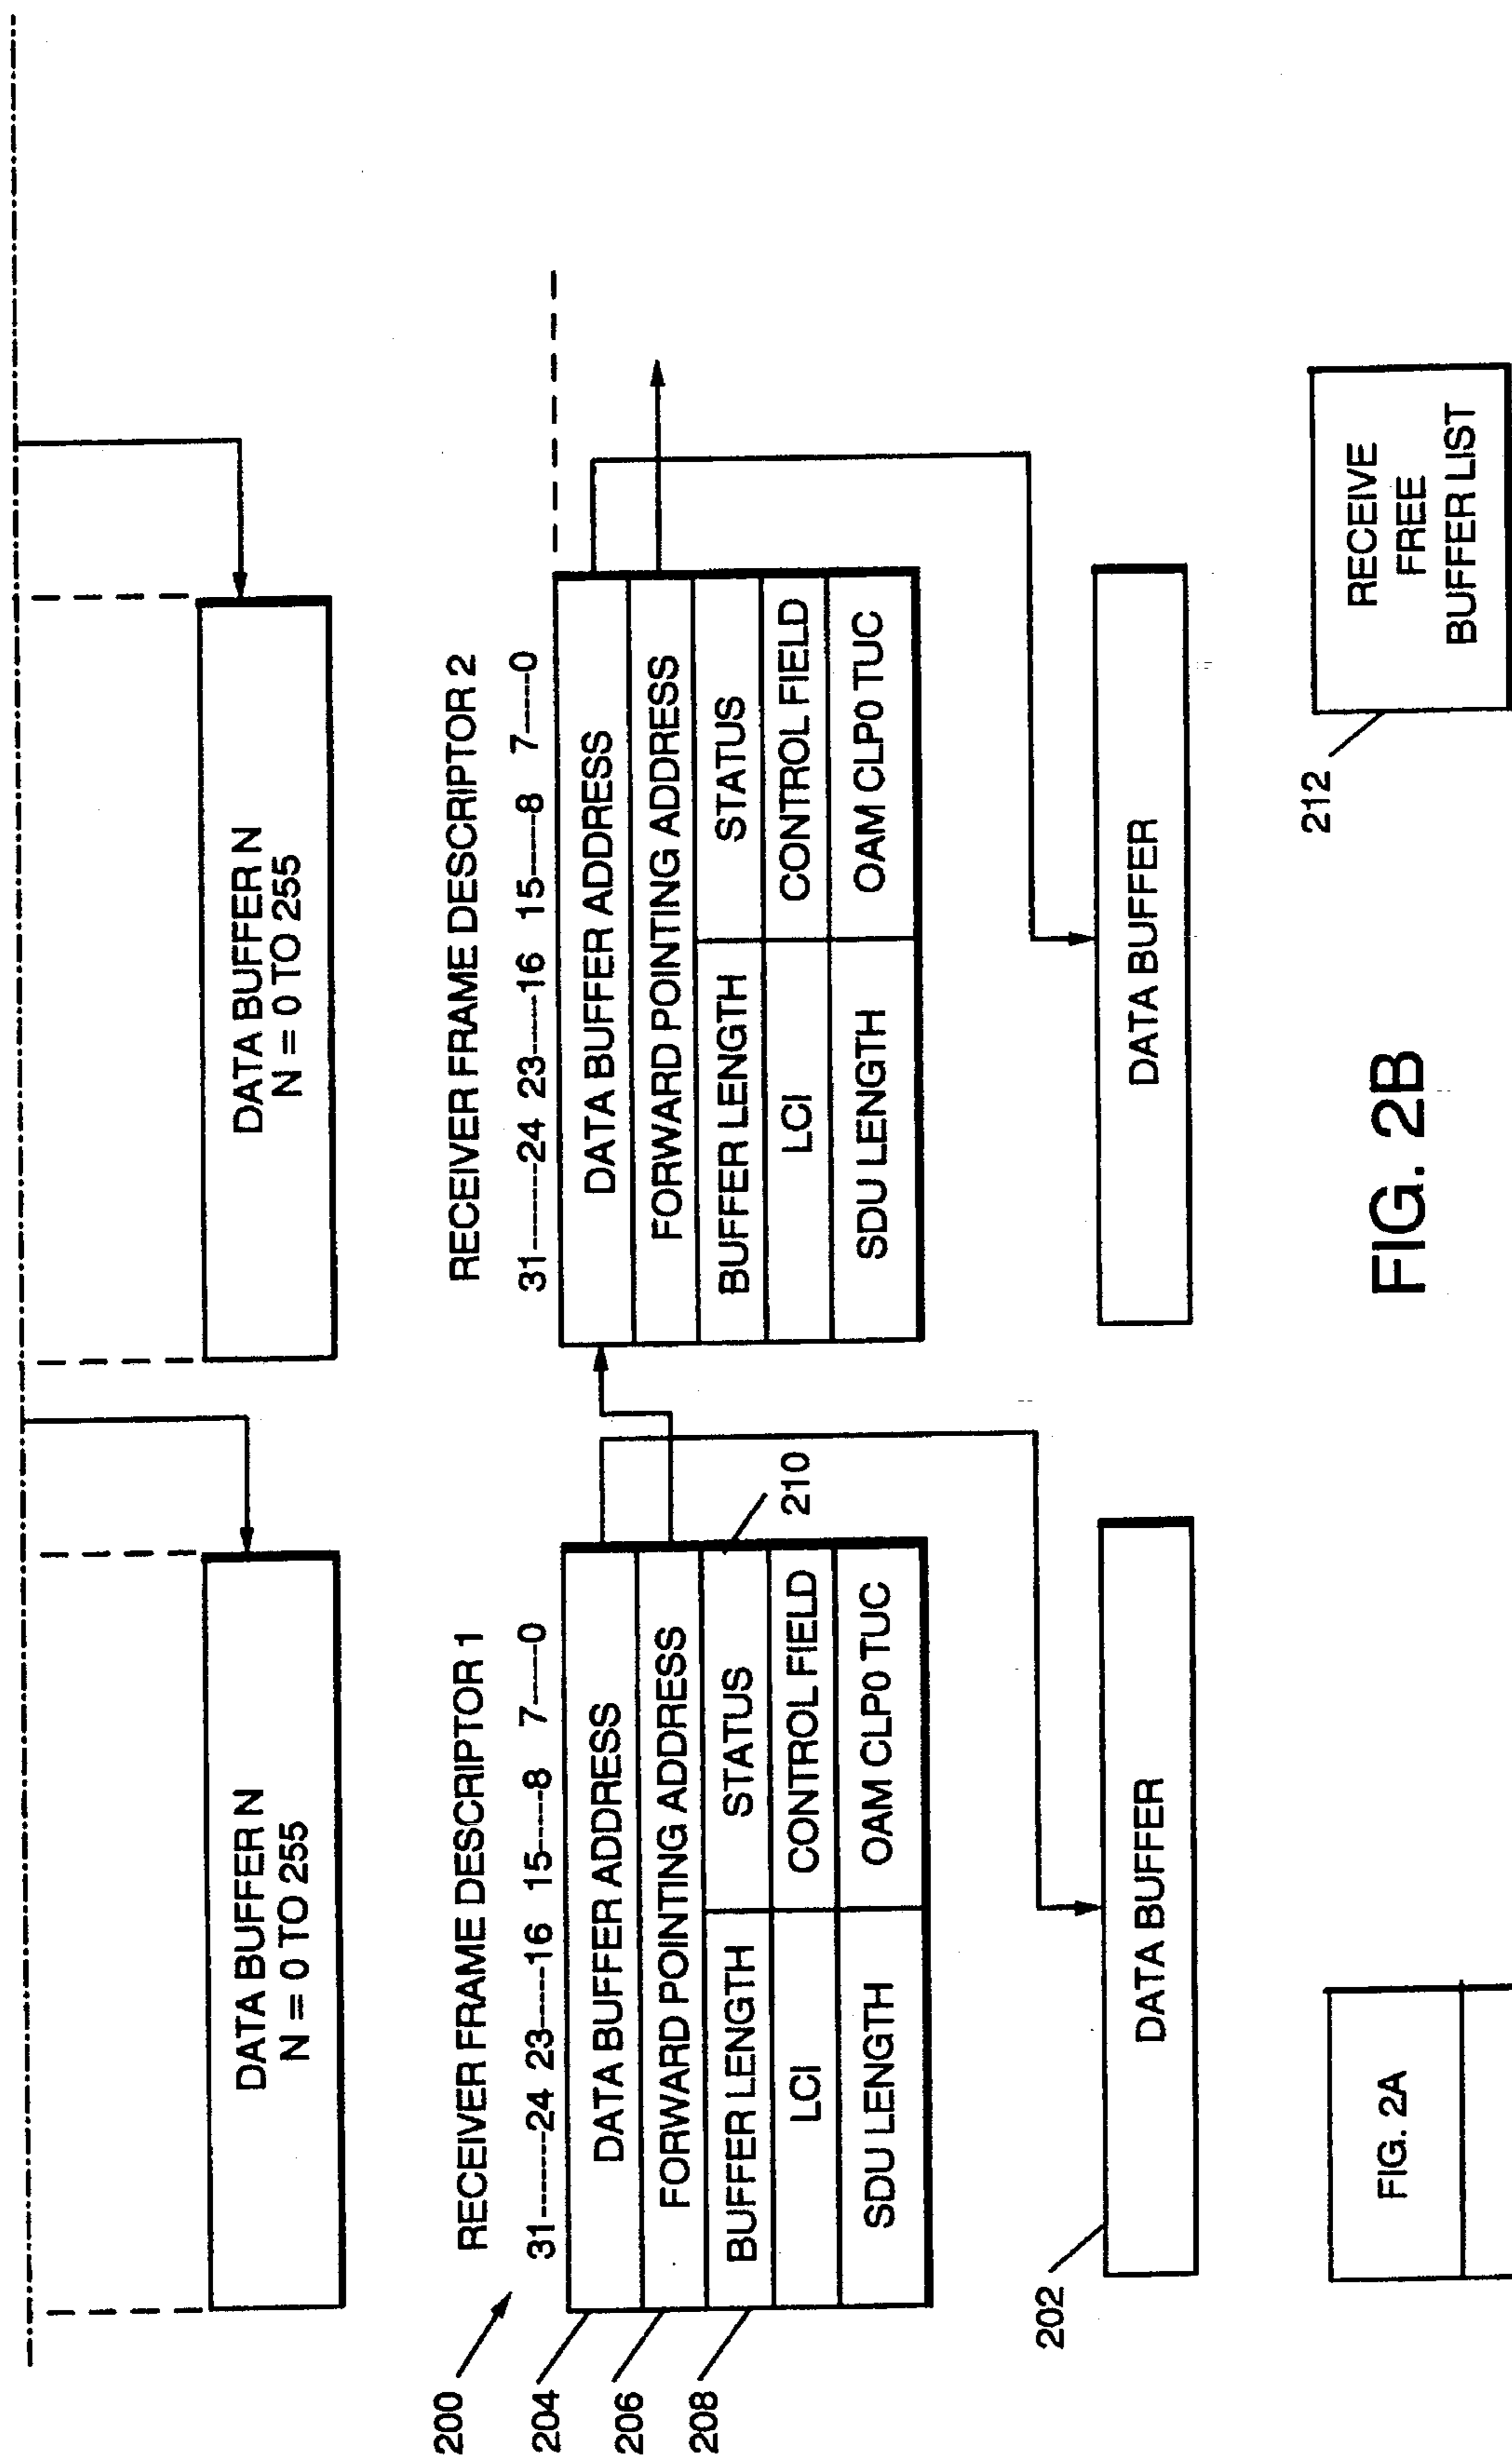 DATA BUFFER N
N = 0 TO 255
DATA BUFFER N
N = 0 TO 255
RECEIVER FRAME DESCRIPTOR 1
31------24 23----16 15----8 7----0
200
204
206
208
DATA BUFFER ADDRESS
FORWARD POINTING ADDRESS
BUFFER LENGTH STATUS
LCI CONTROL FIELD
SDU LENGTH OAM CLP0 TUC
210
RECEIVER FRAME DESCRIPTOR 2
31------24 23----16 15----8 7----0
DATA BUFFER ADDRESS
FORWARD POINTING ADDRESS
BUFFER LENGTH STATUS
LCI CONTROL FIELD
SDU LENGTH OAM CLP0 TUC
202
DATA BUFFER
DATA BUFFER
FIG. 2A
FIG. 2B
212
RECEIVE
FREE
BUFFER LIST